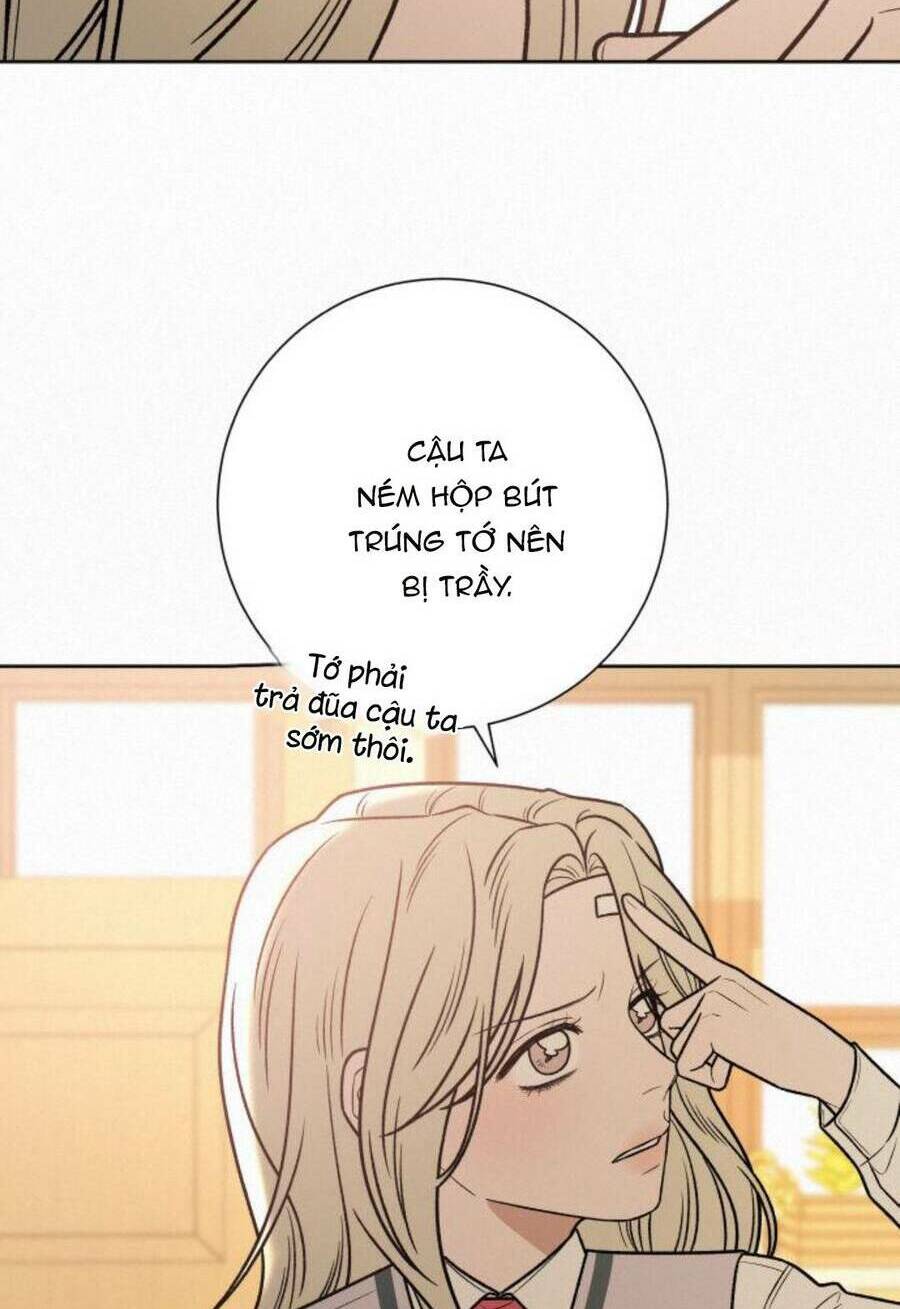 CẬU TA
NÉM HỘP BÚT
TRÚNG TỚ NÊN
BỊ TRẦY.
Tớ phải
trả đũa cậu ta
sớm thôi.